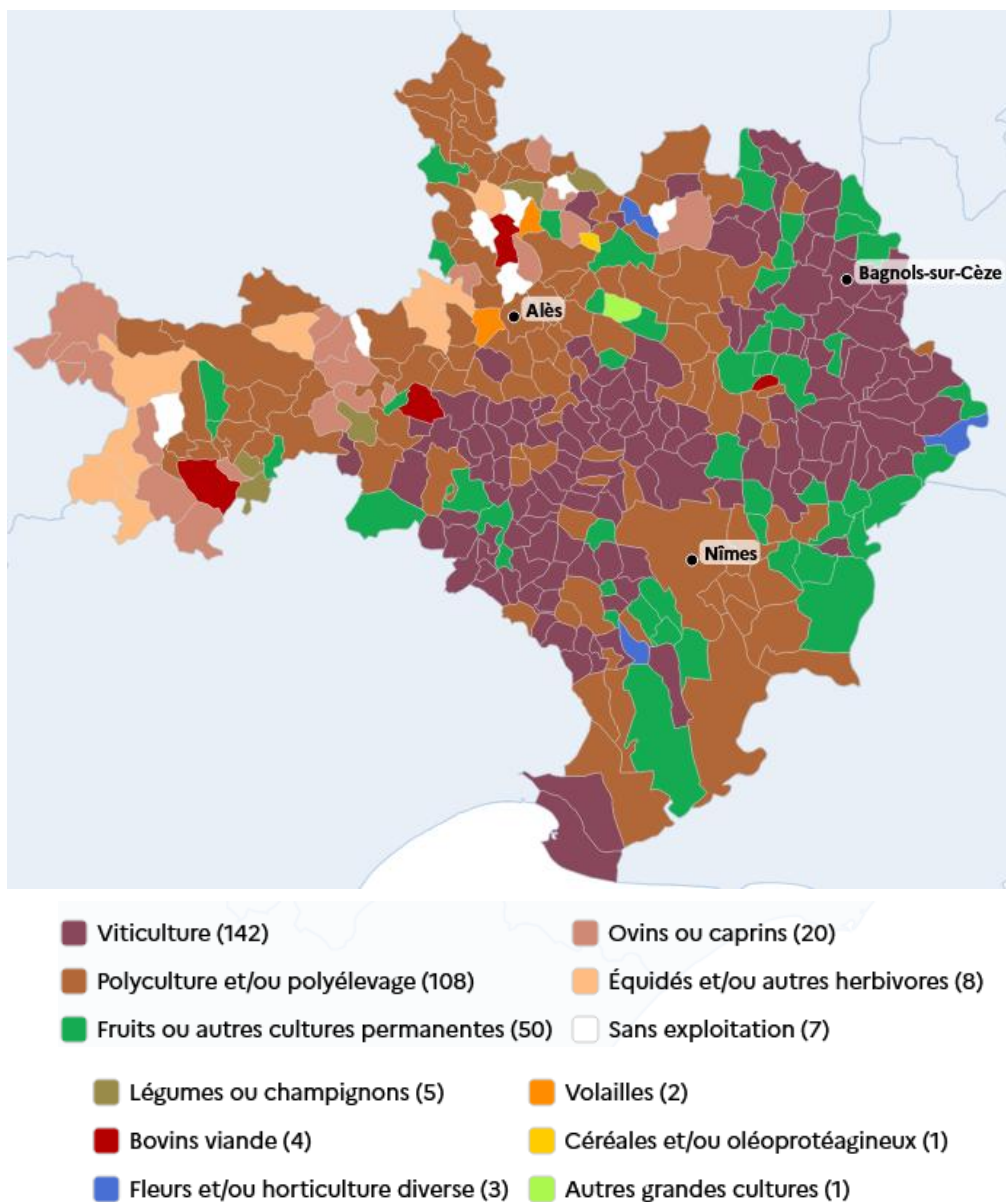 Bagnols-sur-Cèze
Alès
Nîmes
Viticulture (142)
Ovins ou caprins (20)
Polyculture et/ou polyélevage (108)
Équidés et/ou autres herbivores (8)
Fruits ou autres cultures permanentes (50)
Sans exploitation (7)
Légumes ou champignons (5)
Volailles (2)
Bovins viande (4)
Céréales et/ou oléoprotéagineux (1)
Fleurs et/ou horticulture diverse (3)
Autres grandes cultures (1)